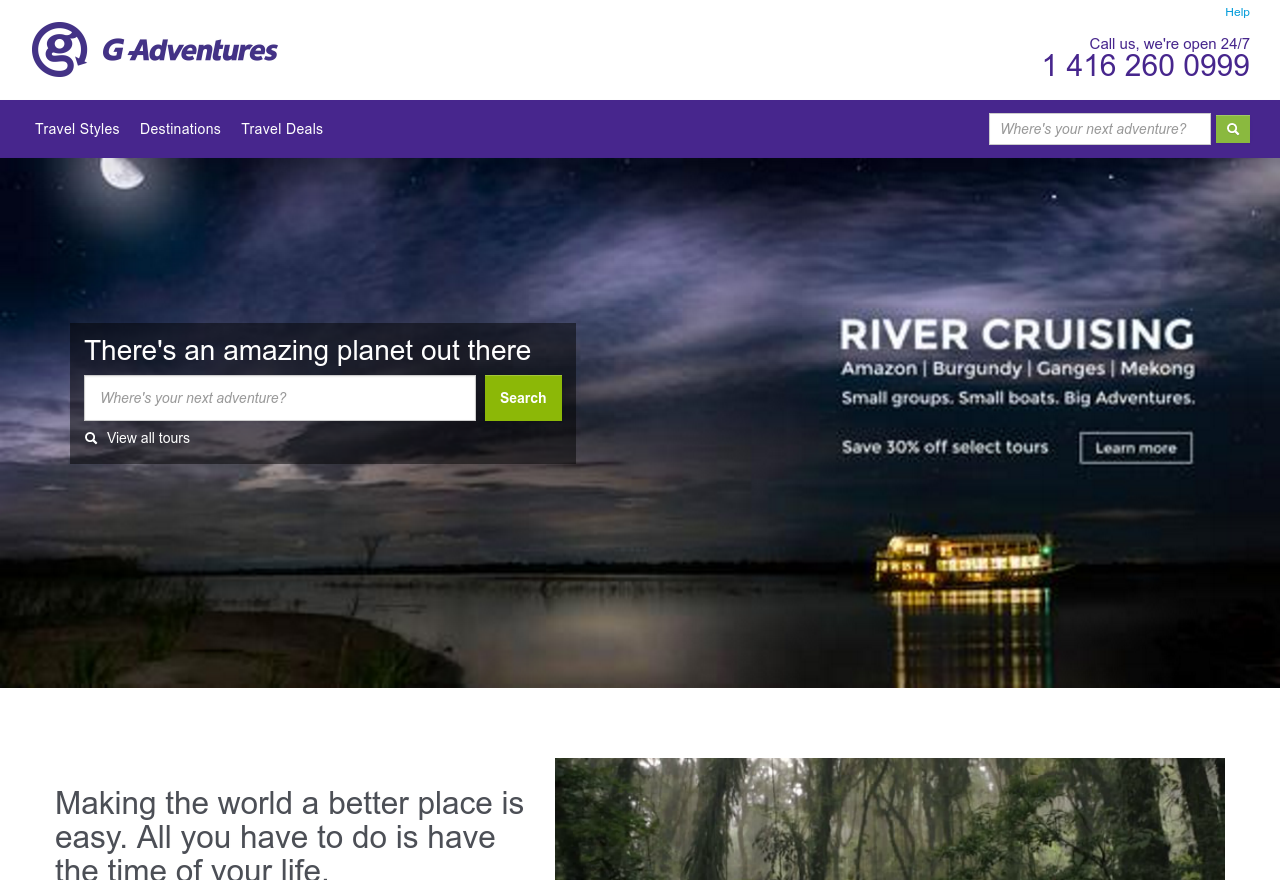 Help
G Adventures
Call us, we're open 24/7
1 416 260 0999
Travel Styles
Destinations
Travel Deals
Where's your next adventure?
There's an amazing planet out there
Where's your next adventure?
Search
View all tours
RIVER CRUISING
Amazon | Burgundy | Ganges | Mekong
Small groups. Small boats. Big Adventures.
Save 30% off select tours
Learn more
Making the world a better place is
easy. All you have to do is have
the time of your life.